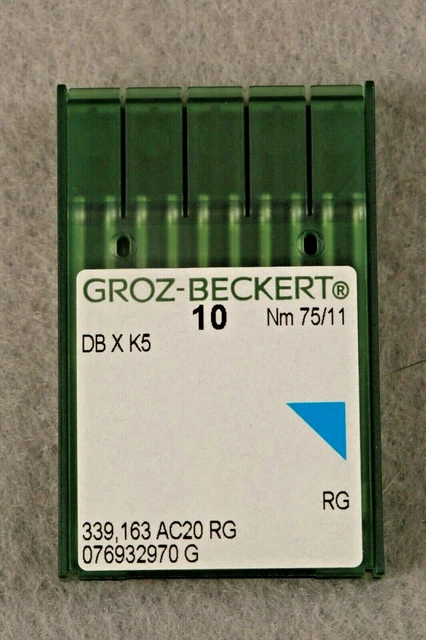 GROZ-BECKERT®
10 Nm 75/11
DB X K5
RG
339,163 AC20 RG
076932970 G